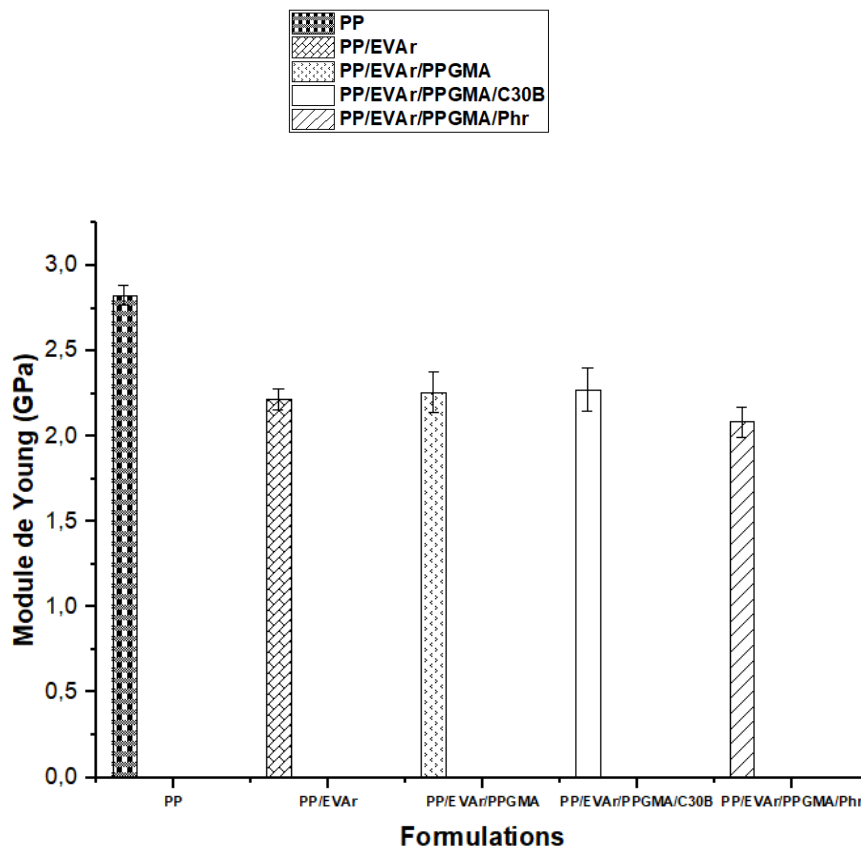 PP
PP/EVAr
PP/EVAr/PPGMA
PP/EVAr/PPGMA/C30B
PP/EVAr/PPGMA/Phr
Module de Young (GPa)
3,0
2,5
2,0
1,5
1,0
0,5
0,0
PP PP/EVAr PP/EVAr/PPGMA PP/EVAr/PPGMA/C30B PP/EVAr/PPGMA/Phr
Formulations